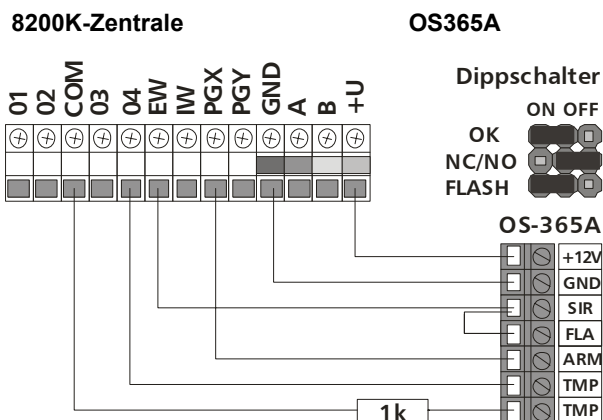 8200K-Zentrale
OS365A
01 02 COM 03 04 EW IW PGX PGY GND A B +U
Dippschalter
ON OFF
OK
NC/NO
FLASH
OS-365A
+12V
GND
SIR
FLA
ARM
TMP
TMP
1k